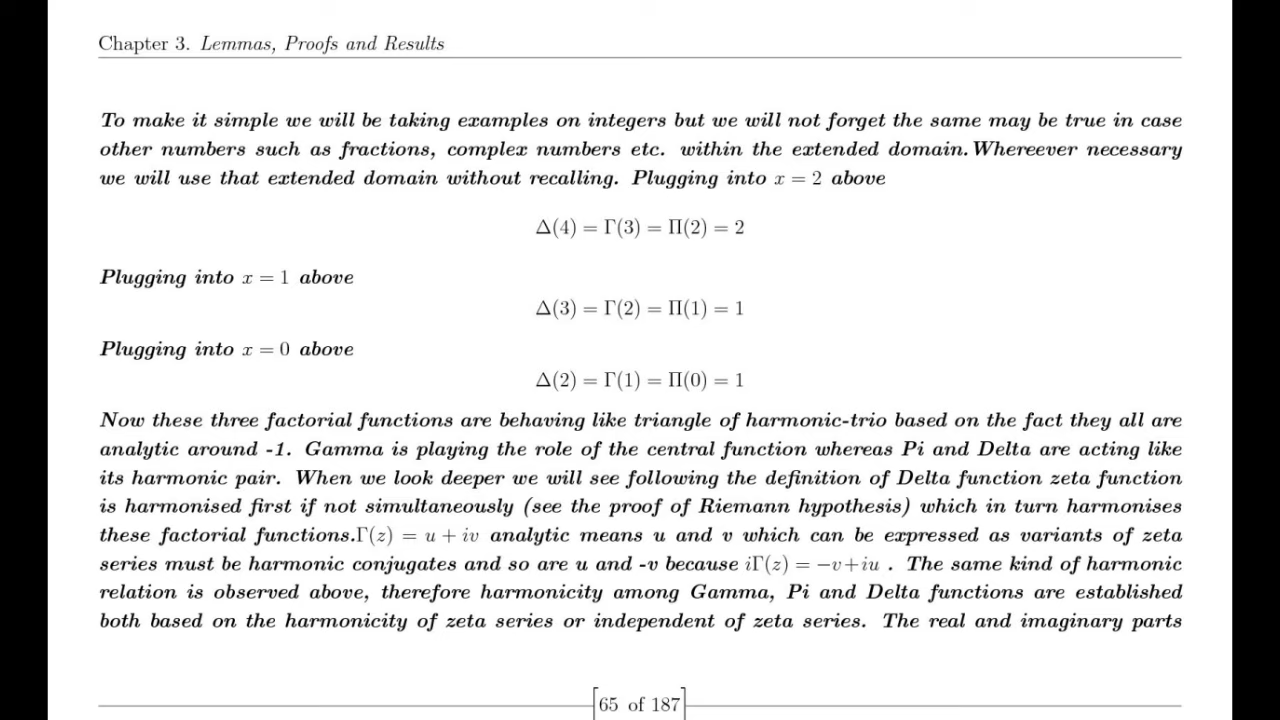 Chapter 3. Lemmas, Proofs and Results
To make it simple we will be taking examples on integers but we will not forget the same may be true in case
other numbers such as fractions, complex numbers etc. within the extended domain.Whereever necessary
we will use that extended domain without recalling. Plugging into x = 2 above
Δ(4) = Γ(3) = Π(2) = 2
Plugging into x = 1 above
Δ(3) = Γ(2) = Π(1) = 1
Plugging into x = 0 above
Δ(2) = Γ(1) = Π(0) = 1
Now these three factorial functions are behaving like triangle of harmonic-trio based on the fact they all are
analytic around -1. Gamma is playing the role of the central function whereas Pi and Delta are acting like
its harmonic pair. When we look deeper we will see following the definition of Delta function zeta function
is harmonised first if not simultaneously (see the proof of Riemann hypothesis) which in turn harmonises
these factorial functions.Γ(z) = u + iv analytic means u and v which can be expressed as variants of zeta
series must be harmonic conjugates and so are u and -v because iΓ(z) = −v+iu . The same kind of harmonic
relation is observed above, therefore harmonicity among Gamma, Pi and Delta functions are established
both based on the harmonicity of zeta series or independent of zeta series. The real and imaginary parts
65 of 187